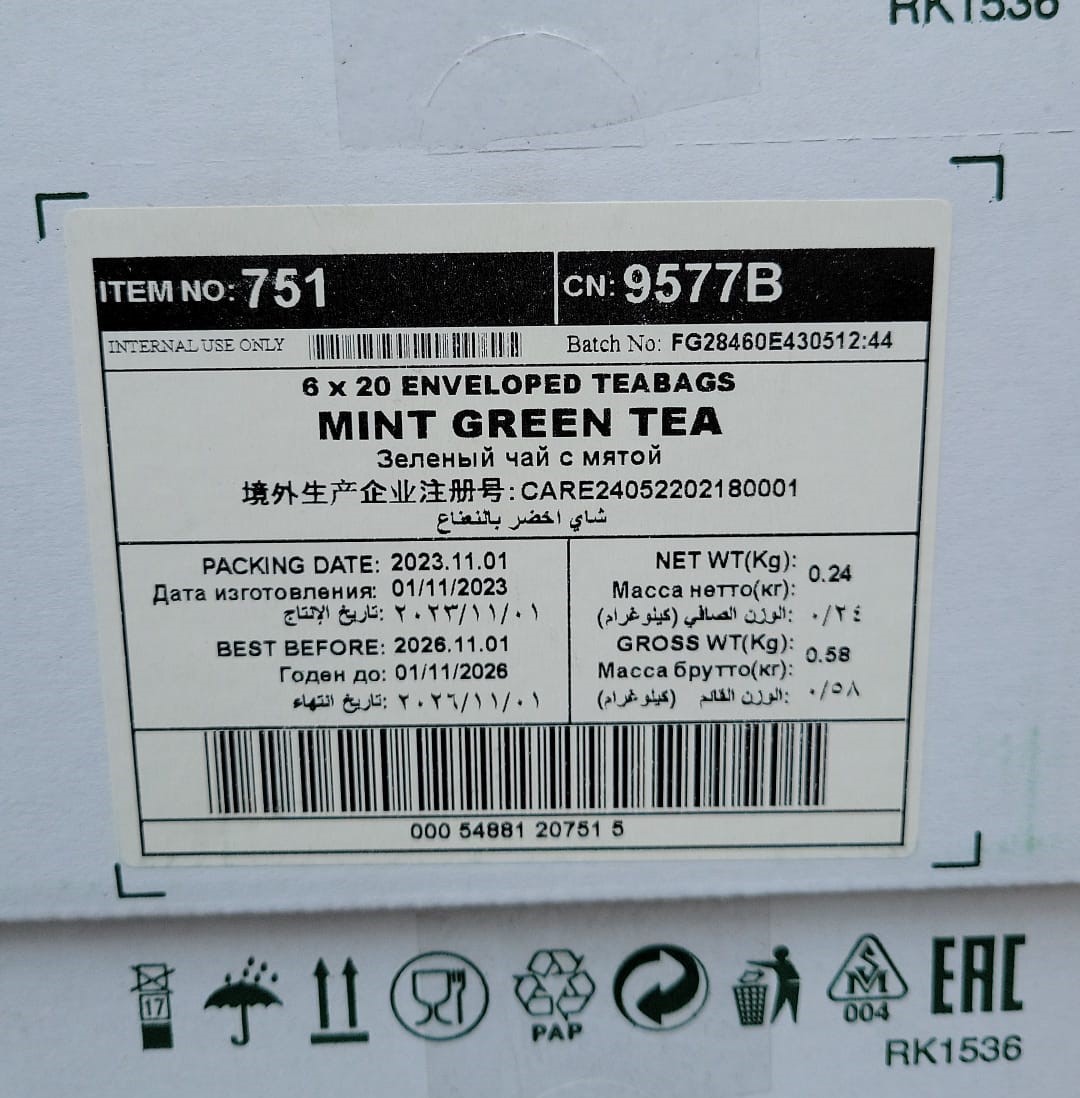 RK1536
ITEM NO: 751
CN: 9577B
INTERNAL USE ONLY
Batch No: FG28460E430512:44
6 x 20 ENVELOPED TEABAGS
MINT GREEN TEA
Зеленый чай с мятой
境外生产企业注册号:CARE24052202180001
شاي اخضر بالنعناع
PACKING DATE: 2023.11.01
Дата изготовления: 01/11/2023
تاريخ الإنتاج: ٢٠٢٣/١١/٠١
BEST BEFORE: 2026.11.01
Годен до: 01/11/2026
تاريخ انتهاء: ٢٠٢٦/١١/٠١
NET WT(Kg): 0.24
Масса нетто(кг):
الوزن الصافي (كيلوغرام): ٠/٢٤
GROSS WT(Kg): 0.58
Масса брутто(кг):
الوزن القائم (كيلوغرام): ٠/٥٨
000 54881 20751 5
17
PAP
SM
004
EAC
RK1536